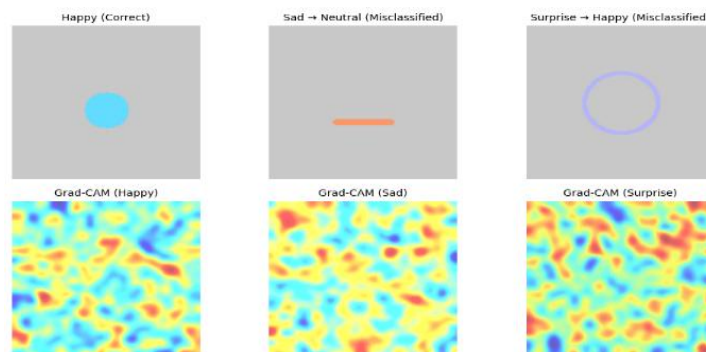 Happy (Correct)
Sad → Neutral (Misclassified)
Surprise → Happy (Misclassified
Grad-CAM (Happy)
Grad-CAM (Sad)
Grad-CAM (Surprise)